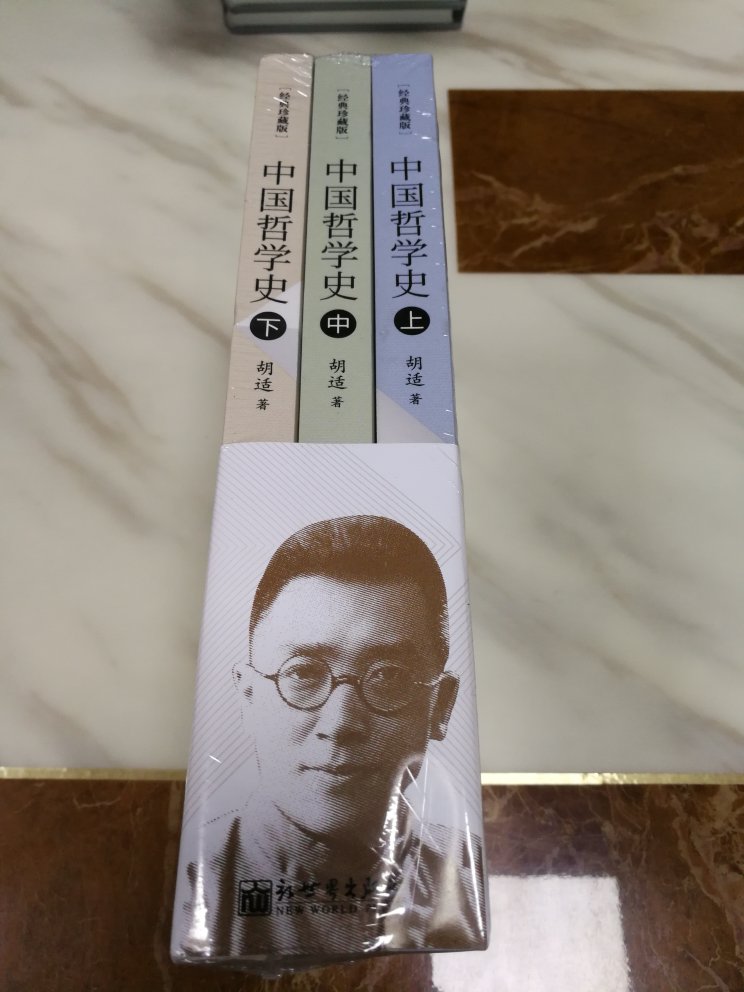 [经典珍藏版]
中国哲学史
下
胡适 著
[经典珍藏版]
中国哲学史
中
胡适 著
[经典珍藏版]
中国哲学史
上
胡适 著
新世界出版社
NEW WORLD